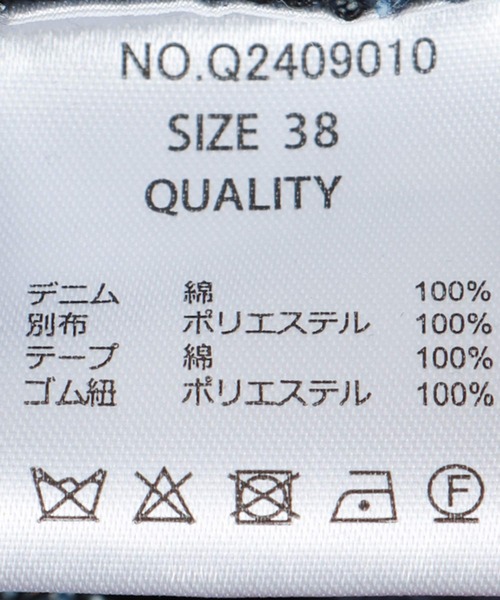 NO.Q2409010
SIZE 38
QUALITY
デニム 綿 100%
別布 ポリエステル 100%
テープ 綿 100%
ゴム紐 ポリエステル 100%
F